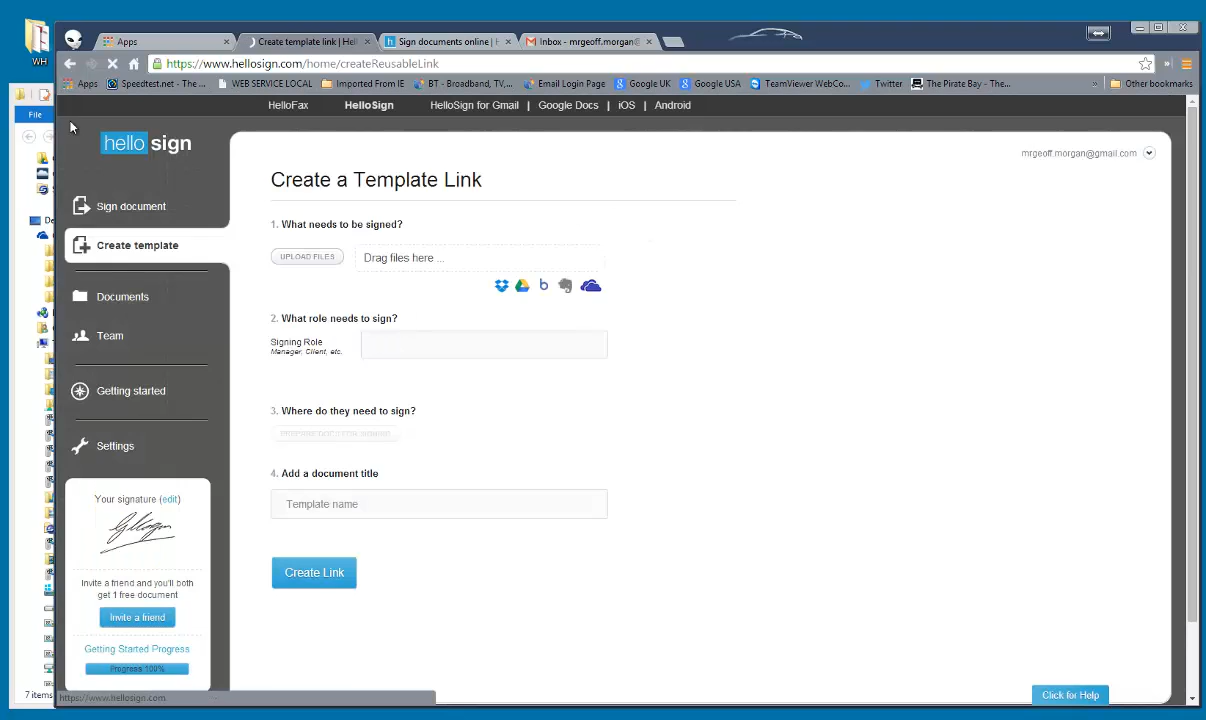 WH
Apps
Create template link | Hell
Sign documents online | H
Inbox - mrgeoff.morgan@
https://www.hellosign.com/home/createReusableLink
Apps
Speedtest.net - The ...
WEB SERVICE LOCAL
Imported From IE
BT - Broadband, TV,...
Email Login Page
Google UK
Google USA
TeamViewer WebCo...
Twitter
The Pirate Bay - The...
»
Other bookmarks
File
HelloFax
HelloSign
HelloSign for Gmail | Google Docs | iOS | Android
hello sign
mrgeoff.morgan@gmail.com
Sign document
Create template
Documents
Team
Getting started
Settings
Your signature (edit)
Invite a friend and you'll both
get 1 free document
Invite a friend
Getting Started Progress
Progress 100%
Create a Template Link
1. What needs to be signed?
UPLOAD FILES
Drag files here ...
2. What role needs to sign?
Signing Role
Manager, Client, etc.
3. Where do they need to sign?
PREPARE DOCS FOR SIGNING
4. Add a document title
Template name
Create Link
Click for Help
7 items
https://www.hellosign.com